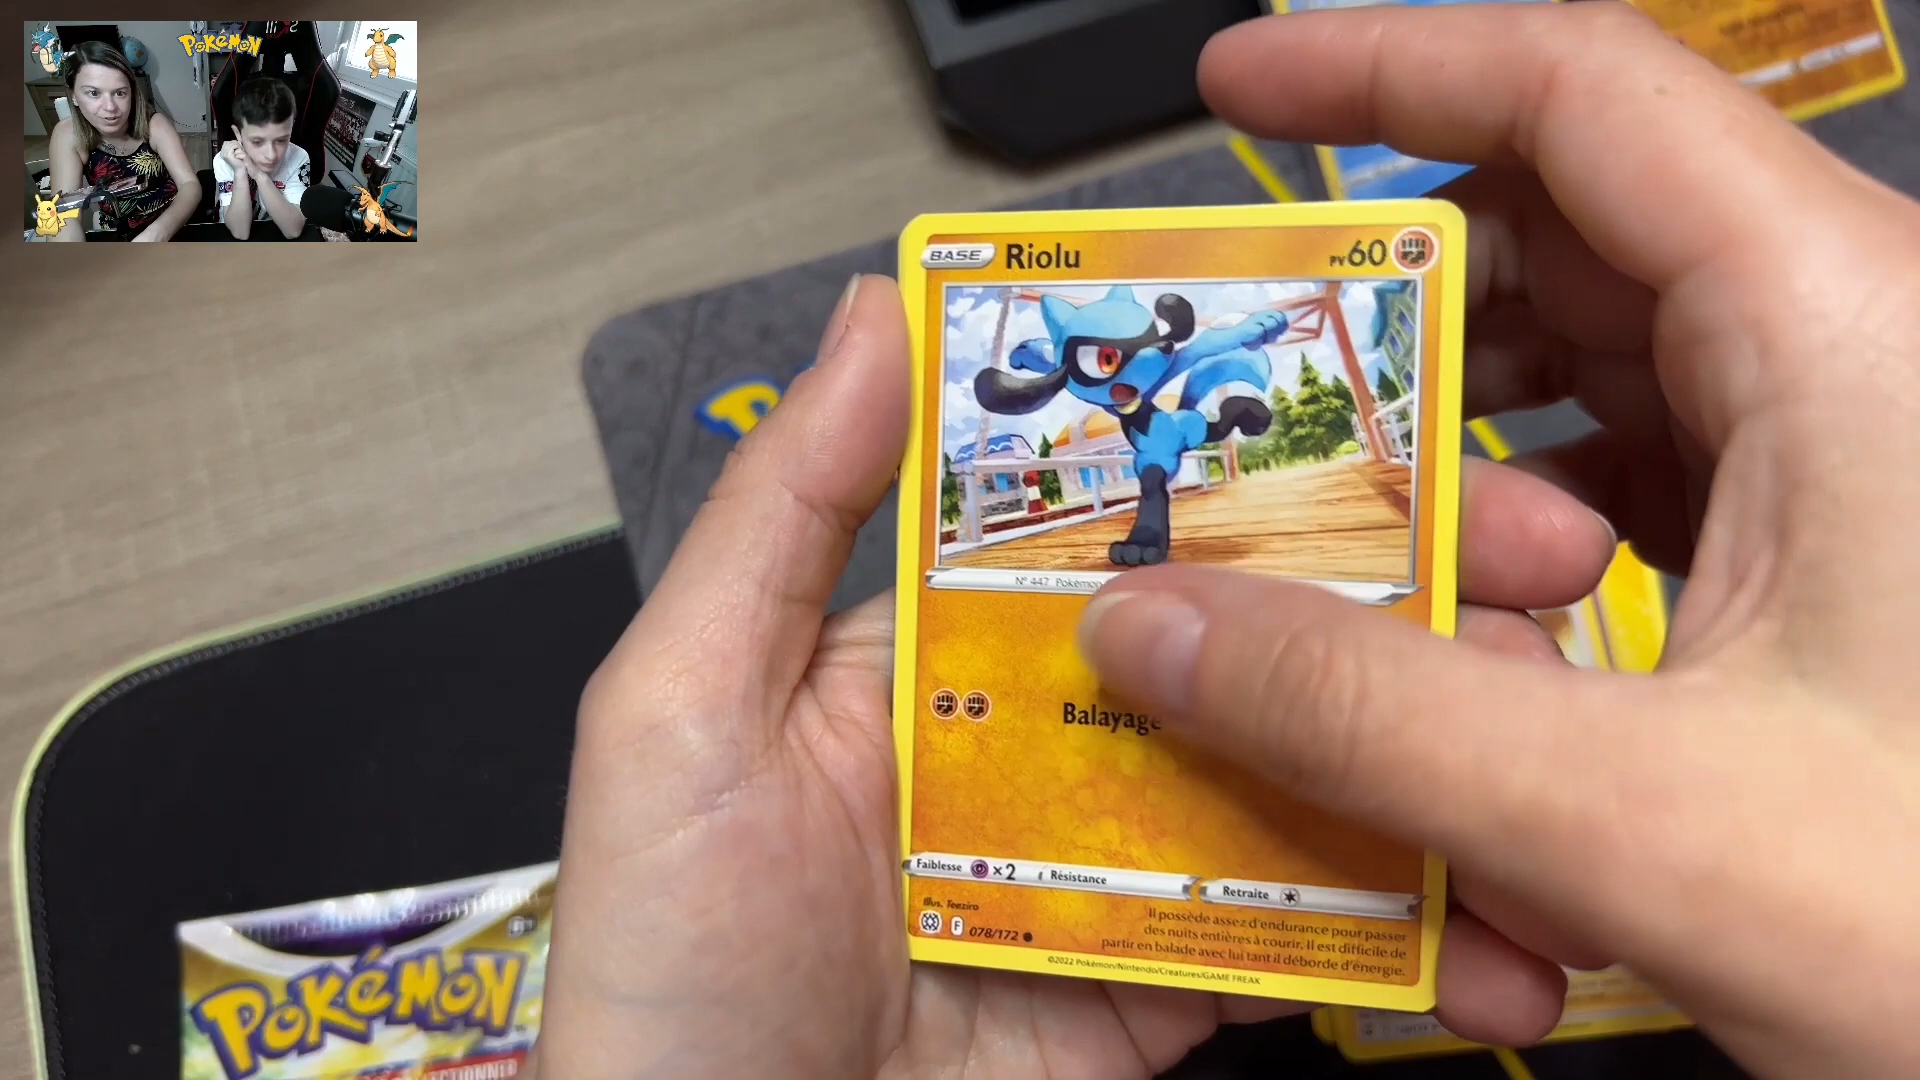 Pokémon
BASE Riolu PV60
N° 447 Pokémon
Balayage
Faiblesse ×2 Résistance Retraite
Illus. Teeziro
F 078/172
Il possède assez d'endurance pour passer
des nuits entières à courir. Il est difficile de
partir en balade avec lui tant il déborde d'énergie.
©2022 Pokémon/Nintendo/Creatures/GAME FREAK
Pokémon